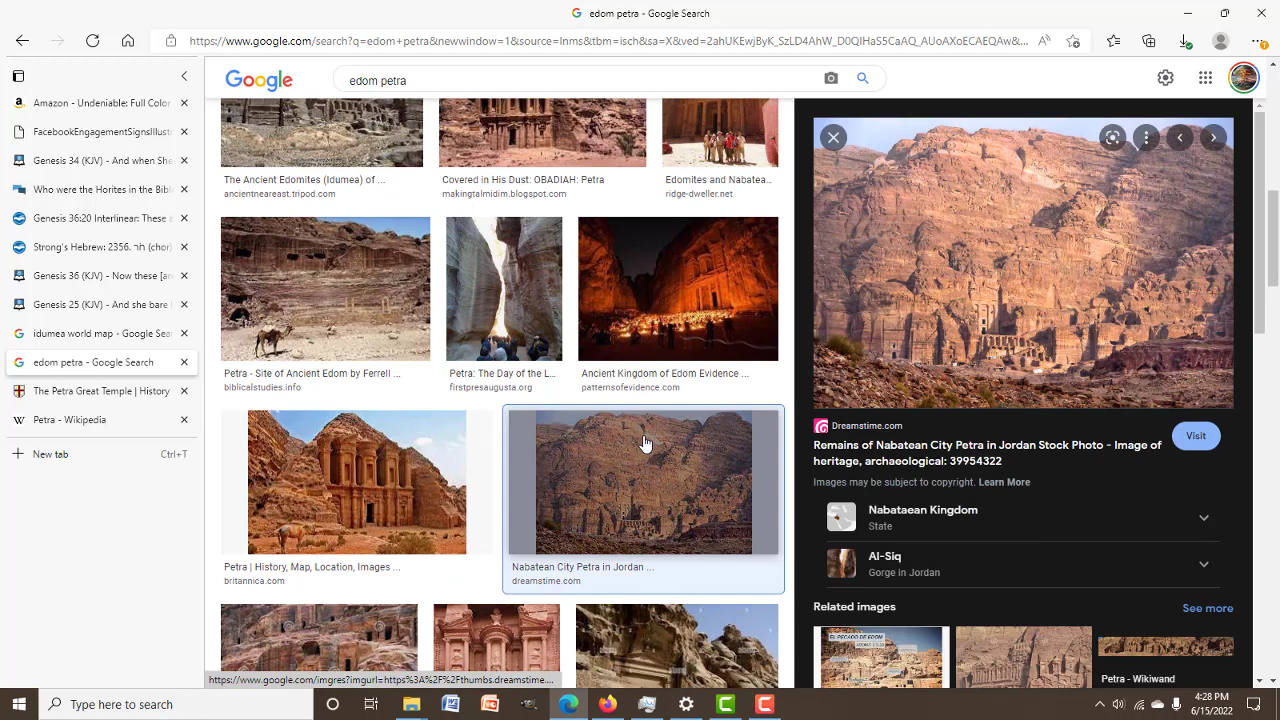 edom petra - Google Search
https://www.google.com/search?q=edom+petra&newwindow=1&source=lnms&tbm=isch&sa=X&ved=2ahUKEwjByK_SzLD4AhW_D0QIHaS5CaAQ_AUoAXoECAEQAw&...
Amazon - Undeniable: Full Color
FacebookEngagementSignsIllustr
Genesis 34 (KJV) - And when She
Who were the Horites in the Bibl
Genesis 36:20 Interlinear: These a
Strong's Hebrew: 2356. חֹר (chor)
Genesis 36 (KJV) - Now these [are
Genesis 25 (KJV) - And she bare
idumea world map - Google Sear
edom petra - Google Search
The Petra Great Temple | History
Petra - Wikipedia
New tab Ctrl+T
Google
edom petra
The Ancient Edomites (Idumea) of ...
ancientneareast.tripod.com
Covered in His Dust: OBADIAH: Petra
makingtalmidim.blogspot.com
Edomites and Nabatea...
ridge-dweller.net
Petra - Site of Ancient Edom by Ferrell ...
biblicalstudies.info
Petra: The Day of the L...
firstpresaugusta.org
Ancient Kingdom of Edom Evidence ...
patternsofevidence.com
Petra | History, Map, Location, Images ...
britannica.com
Nabatean City Petra in Jordan ...
dreamstime.com
alamy
https://www.google.com/imgres?imgurl=https%3A%2F%2Fthumbs.dreamstime....
Dreamstime.com
Remains of Nabatean City Petra in Jordan Stock Photo - Image of
heritage, archaeological: 39954322
Visit
Images may be subject to copyright. Learn More
Nabataean Kingdom
State
Al-Siq
Gorge in Jordan
Related images
See more
EL PECADO DE EDOM
Petra - Wikiwand
Type here to search
4:28 PM
6/15/2022